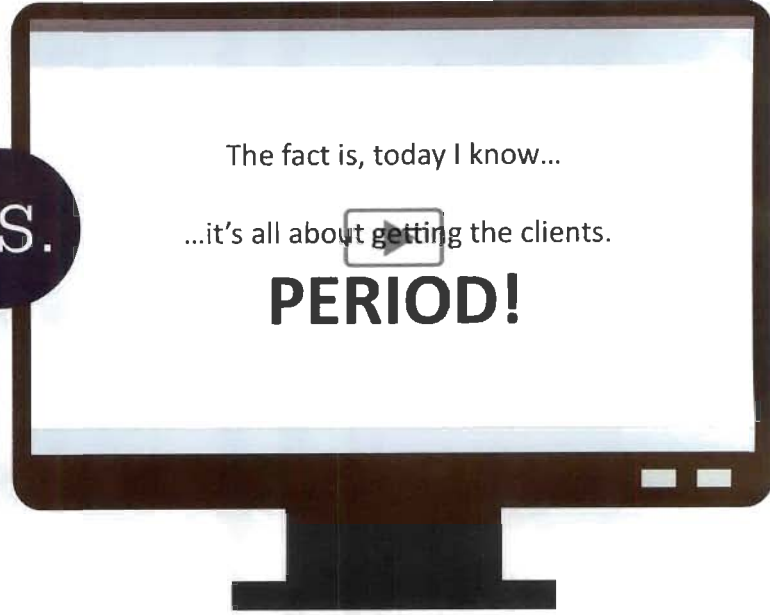 The fact is, today I know...
S.
...it's all about getting the clients.
PERIOD!